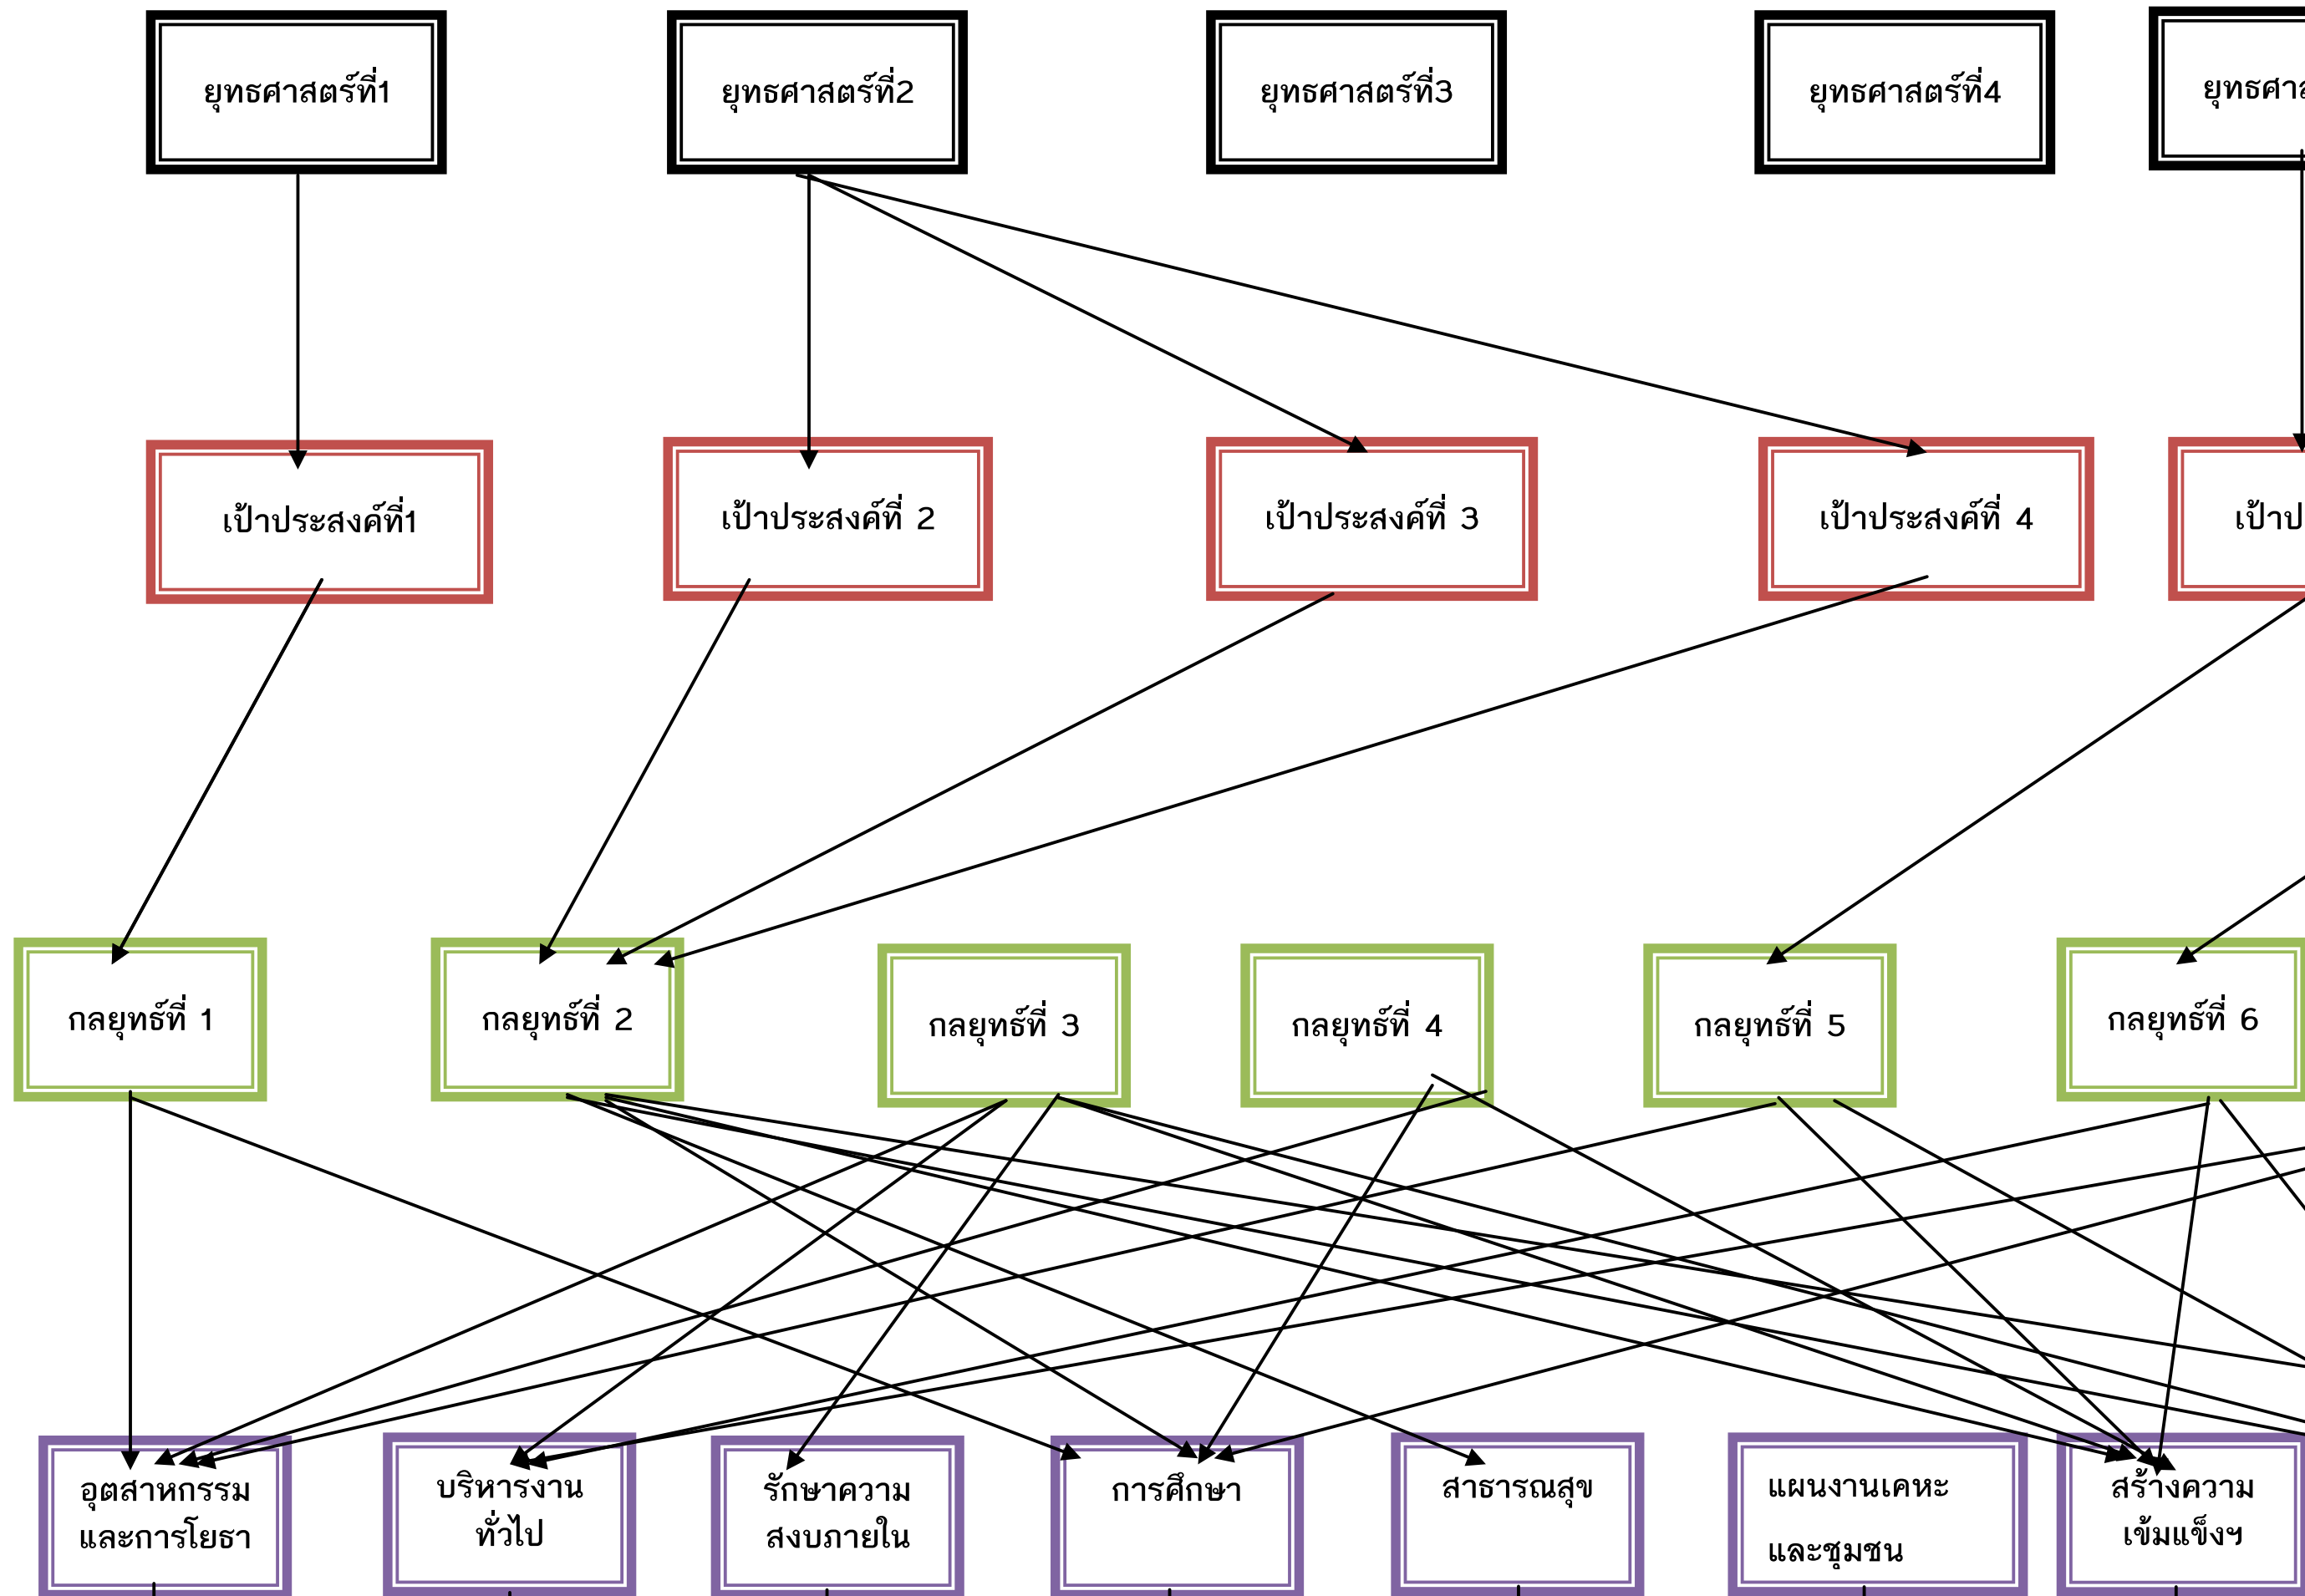 ยุทธศาสตร์ที่1
ยุทธศาสตร์ที่2
ยุทธศาสตร์ที่3
ยุทธศาสตร์ที่4
เป้าประสงค์ที่1
เป้าประสงค์ที่ 2
เป้าประสงค์ที่ 3
เป้าประสงค์ที่ 4
กลยุทธ์ที่ 1
กลยุทธ์ที่ 2
กลยุทธ์ที่ 3
กลยุทธ์ที่ 4
กลยุทธ์ที่ 5
กลยุทธ์ที่ 6
อุตสาหกรรม
และการโยธา
บริหารงาน
ทั่วไป
รักษาความ
สงบภายใน
การศึกษา
สาธารณสุข
แผนงานเคหะ
และชุมชน
สร้างความ
เข้มแข็งฯ